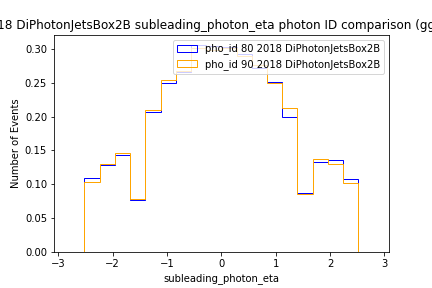 18 DiPhotonJetsBox2B subleading_photon_eta photon ID comparison (gg
0.30
0.25
0.20
0.15
0.10
0.05
0.00
Number of Events
pho_id 80 2018 DiPhotonJetsBox2B
pho_id 90 2018 DiPhotonJetsBox2B
−3 −2 −1 0 1 2 3
subleading_photon_eta